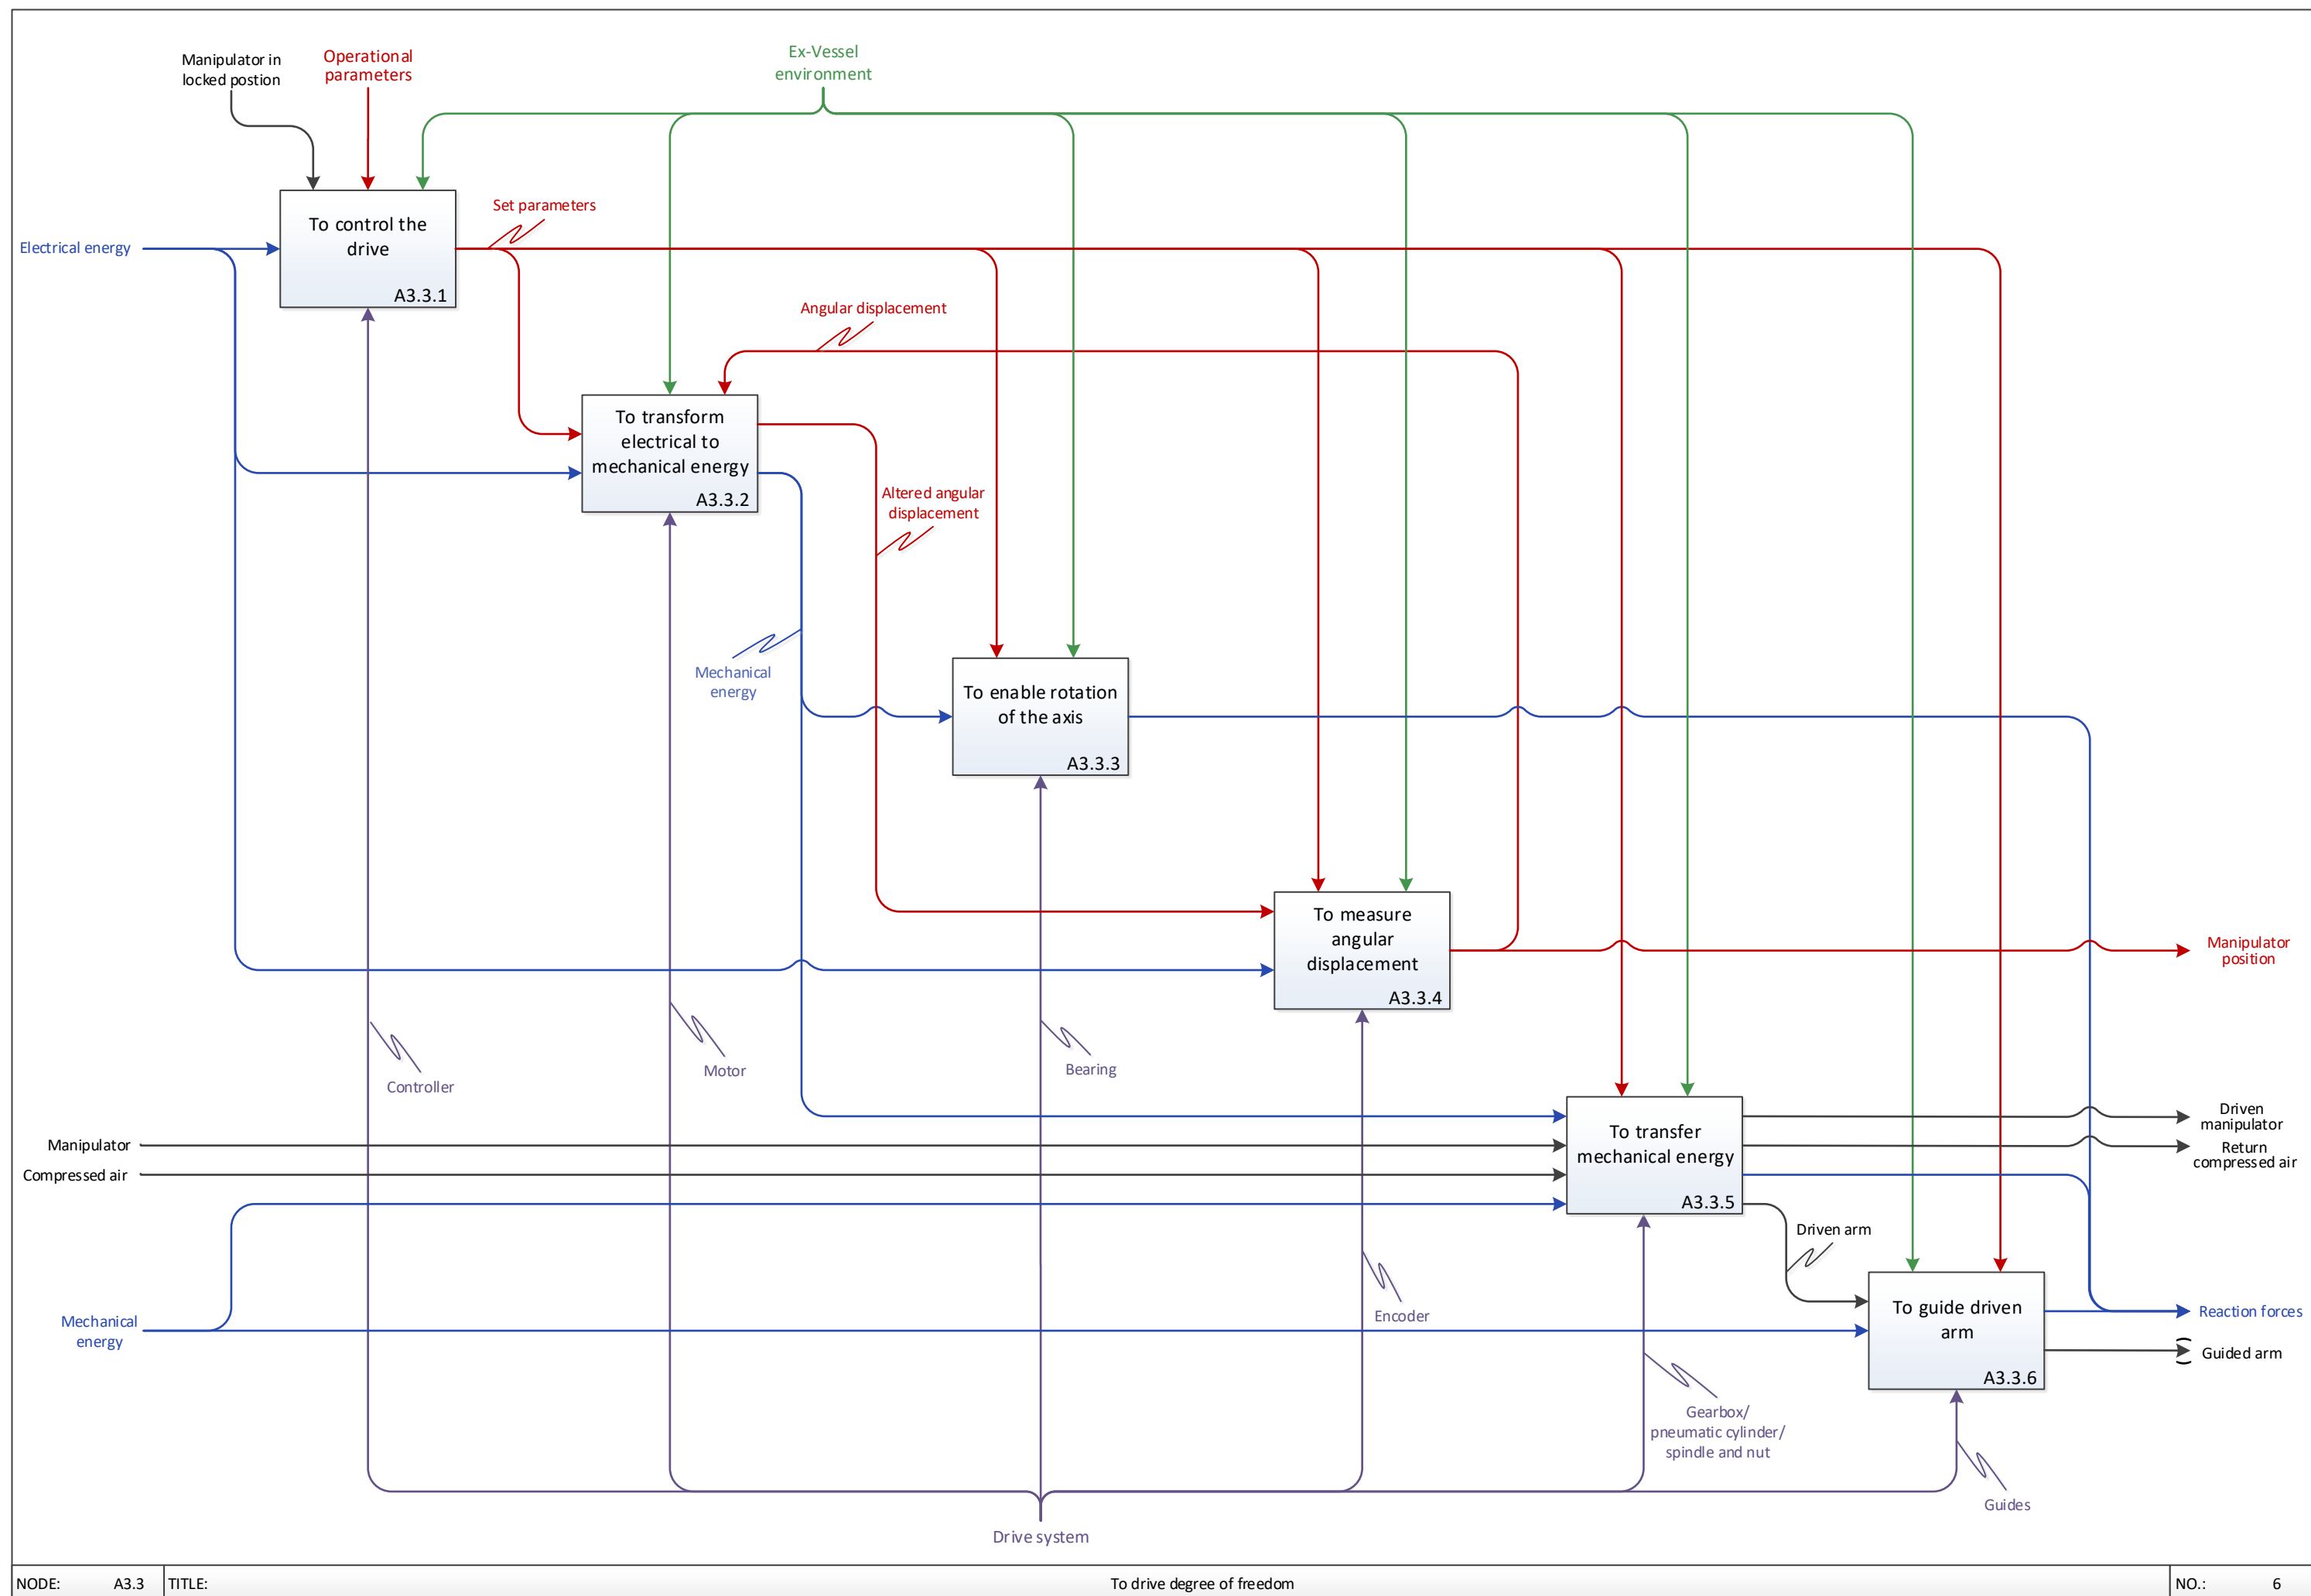 Manipulator in
locked postion
Operational
parameters
Ex-Vessel
environment
Set parameters
Electrical energy
To control the
drive
A3.3.1
Angular displacement
To transform
electrical to
mechanical energy
A3.3.2
Altered angular
displacement
Mechanical
energy
To enable rotation
of the axis
A3.3.3
To measure
angular
displacement
A3.3.4
Manipulator
position
Controller
Motor
Bearing
Manipulator
Compressed air
To transfer
mechanical energy
A3.3.5
Driven
manipulator
Return
compressed air
Driven arm
Mechanical
energy
Encoder
To guide driven
arm
A3.3.6
Reaction forces
Guided arm
Gearbox/
pneumatic cylinder/
spindle and nut
Guides
Drive system
NODE: A3.3 TITLE: To drive degree of freedom NO.: 6